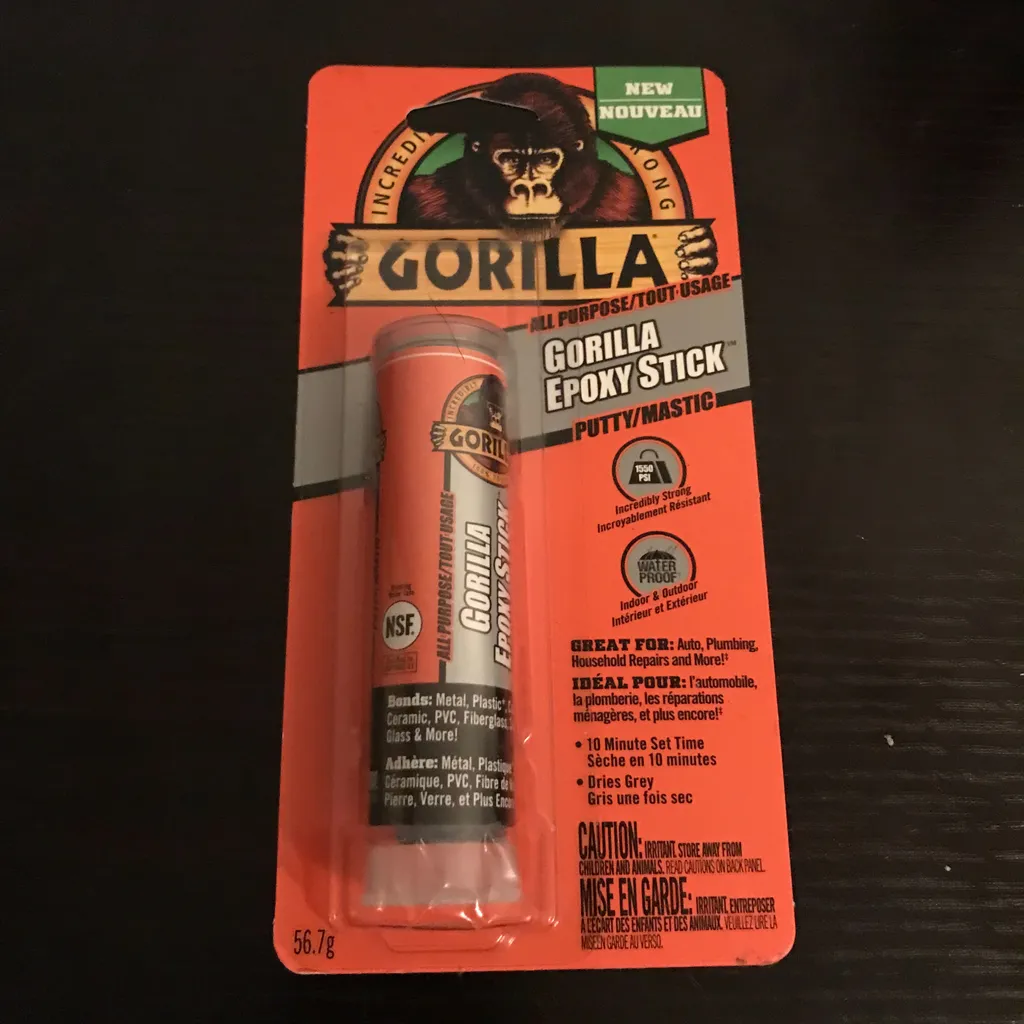 NEW
NOUVEAU
INCREDI
RONG
GORILLA
ALL PURPOSE/TOUT USAGE
GORILLA
EPOXY STICK™
PUTTY/MASTIC
1550
PSI
Incredibly Strong
Incroyablement Résistant
WATER
PROOF
Indoor & Outdoor
Intérieur et Extérieur
GREAT FOR: Auto, Plumbing,
Household Repairs and More!‡
IDÉAL POUR: l'automobile,
la plomberie, les réparations
ménagères, et plus encore!‡
• 10 Minute Set Time
Sèche en 10 minutes
• Dries Grey
Gris une fois sec
CAUTION: IRRITANT. STORE AWAY FROM
CHILDREN AND ANIMALS. READ CAUTIONS ON BACK PANEL.
MISE EN GARDE: IRRITANT, ENTREPOSER
À L'ÉCART DES ENFANTS ET DES ANIMAUX. VEUILLEZ LIRE LA
MISE EN GARDE AU VERSO.
INCREDIBLY
GORIL
ALL PURPOSE/TOUT USAGE
GORILLA
EPOXY STICK
NSF.
Bonds: Metal, Plastic*,
Ceramic, PVC, Fiberglass,
Glass & More!
Adhère: Métal, Plastique
Céramique, PVC, Fibre de
Pierre, Verre, et Plus Enco
56.7g